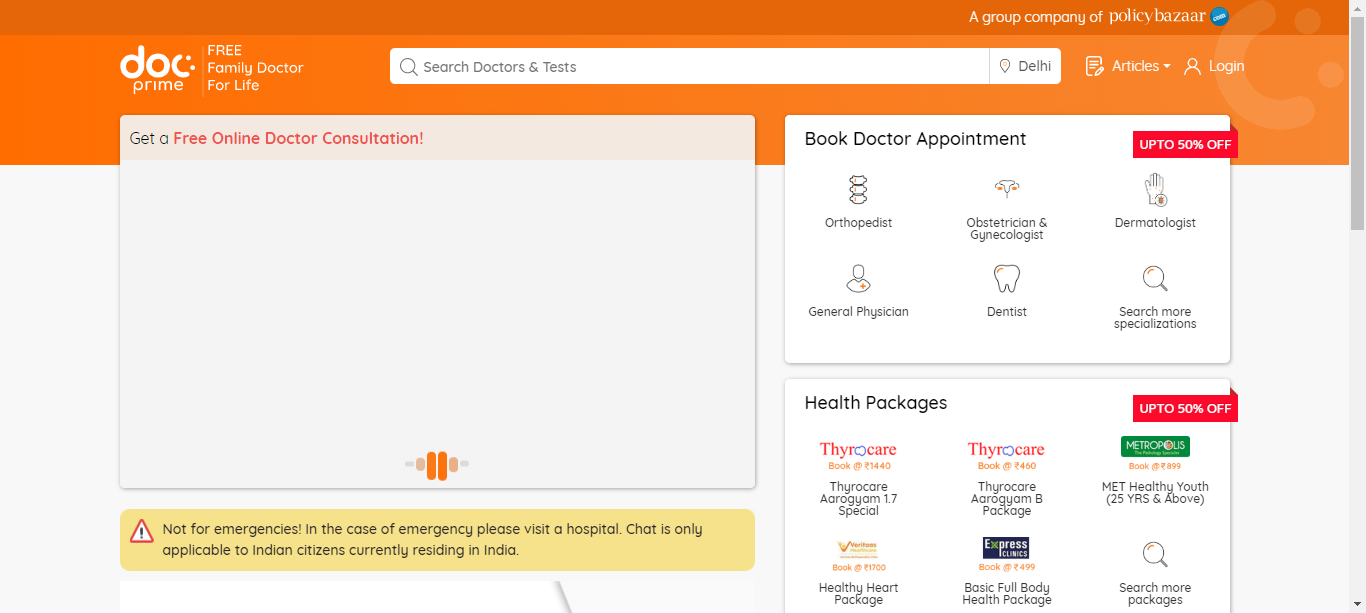 A group company of policybazaar com
doc: prime
FREE
Family Doctor
For Life
Search Doctors & Tests
Delhi
Articles
Login
Get a Free Online Doctor Consultation!
Not for emergencies! In the case of emergency please visit a hospital. Chat is only
applicable to Indian citizens currently residing in India.
Book Doctor Appointment
UPTO 50% OFF
Orthopedist
Obstetrician &
Gynecologist
Dermatologist
General Physician
Dentist
Search more
specializations
Health Packages
UPTO 50% OFF
Thyrocare
Book @ ₹1440
Thyrocare
Aarogyam 1.7
Special
Thyrocare
Book @ ₹460
Thyrocare
Aarogyam B
Package
METROPOLIS
The Pathology Specialist
Book @ ₹899
MET Healthy Youth
(25 YRS & Above)
Veritaas
Healthcare
Book @ ₹1700
Healthy Heart
Package
Express
CLINICS
Book @ ₹499
Basic Full Body
Health Package
Search more
packages